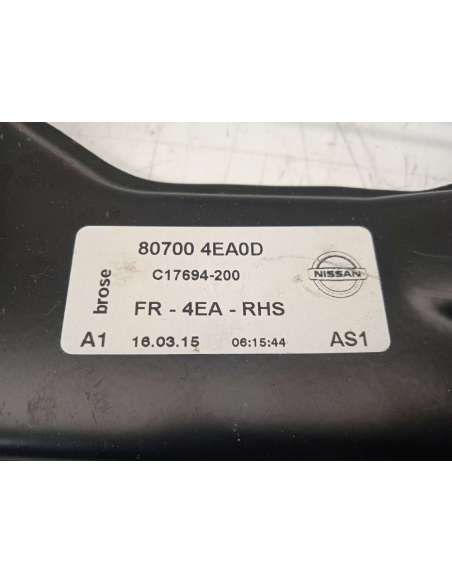 80700 4EA0D
C17694-200
NISSAN
brose
FR - 4EA - RHS
A1 16.03.15 06:15:44 AS1